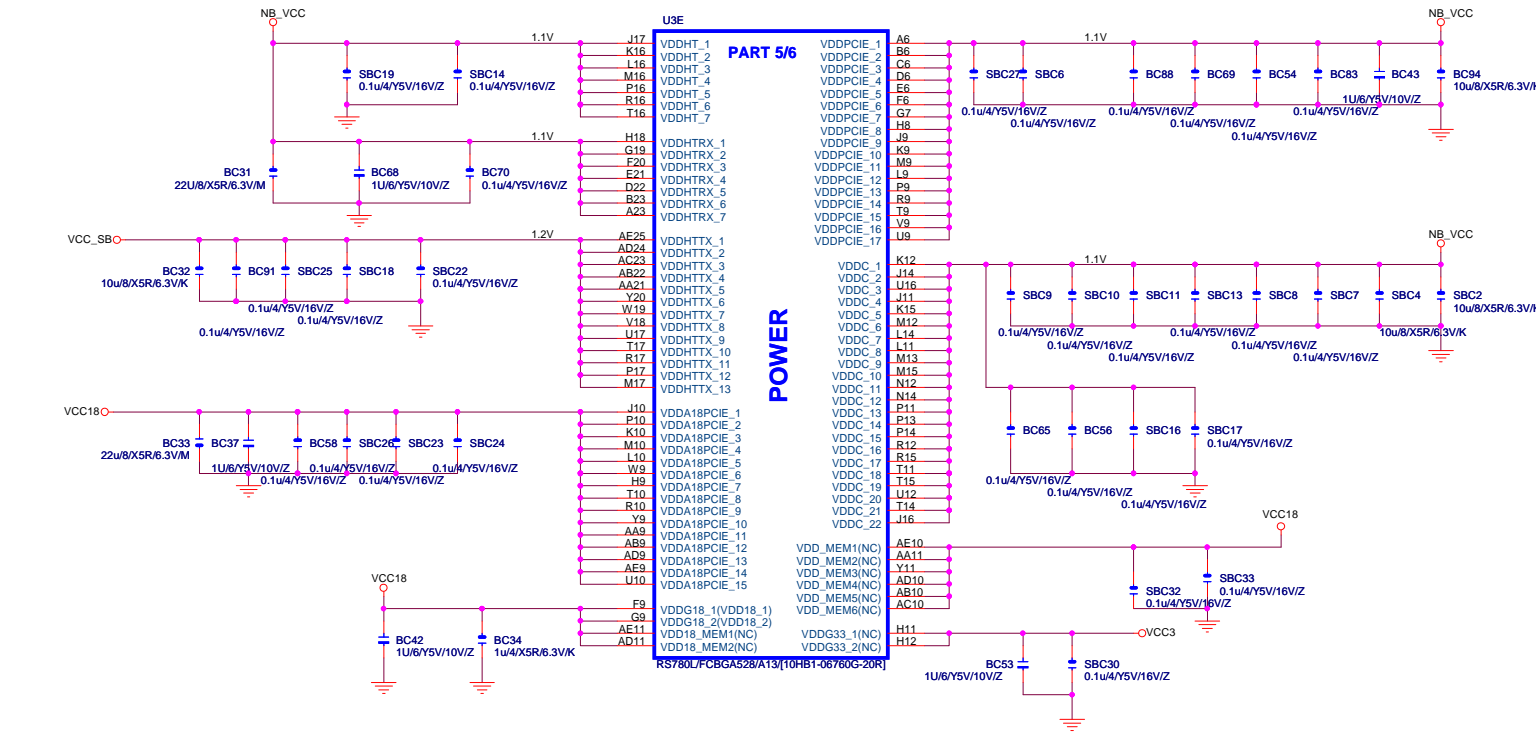 NB_VCC
U3E
NB_VCC
PART 5/6
POWER
1.1V
SBC19
0.1u/4/Y5V/16V/Z
SBC14
0.1u/4/Y5V/16V/Z
J17 VDDHT_1
K16 VDDHT_2
L16 VDDHT_3
M16 VDDHT_4
P16 VDDHT_5
R16 VDDHT_6
T16 VDDHT_7
1.1V
BC31
22U/8/X5R/6.3V/M
BC68
1U/6/Y5V/10V/Z
BC70
0.1u/4/Y5V/16V/Z
H18 VDDHTRX_1
G19 VDDHTRX_2
F20 VDDHTRX_3
E21 VDDHTRX_4
D22 VDDHTRX_5
B23 VDDHTRX_6
A23 VDDHTRX_7
VCC_SB
1.2V
BC32
10u/8/X5R/6.3V/K
BC91
SBC25
SBC18
SBC22
0.1u/4/Y5V/16V/Z
0.1u/4/Y5V/16V/Z
0.1u/4/Y5V/16V/Z
0.1u/4/Y5V/16V/Z
AE25 VDDHTTX_1
AD24 VDDHTTX_2
AC23 VDDHTTX_3
AB22 VDDHTTX_4
AA21 VDDHTTX_5
Y20 VDDHTTX_6
W19 VDDHTTX_7
V18 VDDHTTX_8
U17 VDDHTTX_9
T17 VDDHTTX_10
R17 VDDHTTX_11
P17 VDDHTTX_12
M17 VDDHTTX_13
VCC18
BC33
22u/8/X5R/6.3V/M
BC37
1U/6/Y5V/10V/Z
BC58
SBC26
SBC23
SBC24
0.1u/4/Y5V/16V/Z
0.1u/4/Y5V/16V/Z
0.1u/4/Y5V/16V/Z
0.1u/4/Y5V/16V/Z
J10 VDDA18PCIE_1
P10 VDDA18PCIE_2
K10 VDDA18PCIE_3
M10 VDDA18PCIE_4
L10 VDDA18PCIE_5
W9 VDDA18PCIE_6
H9 VDDA18PCIE_7
T10 VDDA18PCIE_8
R10 VDDA18PCIE_9
Y9 VDDA18PCIE_10
AA9 VDDA18PCIE_11
AB9 VDDA18PCIE_12
AD9 VDDA18PCIE_13
AE9 VDDA18PCIE_14
U10 VDDA18PCIE_15
VCC18
BC42
1U/6/Y5V/10V/Z
BC34
1u/4/X5R/6.3V/K
F9 VDDG18_1(VDD18_1)
G9 VDDG18_2(VDD18_2)
AE11 VDD18_MEM1(NC)
AD11 VDD18_MEM2(NC)
VDDPCIE_1 A6
VDDPCIE_2 B6
VDDPCIE_3 C6
VDDPCIE_4 D6
VDDPCIE_5 E6
VDDPCIE_6 F6
VDDPCIE_7 G7
VDDPCIE_8 H8
VDDPCIE_9 J9
VDDPCIE_10 K9
VDDPCIE_11 M9
VDDPCIE_12 L9
VDDPCIE_13 P9
VDDPCIE_14 R9
VDDPCIE_15 T9
VDDPCIE_16 V9
VDDPCIE_17 U9
1.1V
SBC27
SBC6
BC88
BC69
BC54
BC83
BC43
BC94
10u/8/X5R/6.3V/K
1U/6/Y5V/10V/Z
0.1u/4/Y5V/16V/Z
0.1u/4/Y5V/16V/Z
0.1u/4/Y5V/16V/Z
0.1u/4/Y5V/16V/Z
0.1u/4/Y5V/16V/Z
0.1u/4/Y5V/16V/Z
VDDC_1 K12
VDDC_2 J14
VDDC_3 U16
VDDC_4 J11
VDDC_5 K15
VDDC_6 M12
VDDC_7 L14
VDDC_8 L11
VDDC_9 M13
VDDC_10 M15
VDDC_11 N12
VDDC_12 N14
VDDC_13 P11
VDDC_14 P13
VDDC_15 P14
VDDC_16 R12
VDDC_17 R15
VDDC_18 T11
VDDC_19 T15
VDDC_20 U12
VDDC_21 T14
VDDC_22 J16
NB_VCC
1.1V
SBC9
SBC10
SBC11
SBC13
SBC8
SBC7
SBC4
SBC2
10u/8/X5R/6.3V/K
0.1u/4/Y5V/16V/Z
0.1u/4/Y5V/16V/Z
10u/8/X5R/6.3V/K
0.1u/4/Y5V/16V/Z
0.1u/4/Y5V/16V/Z
0.1u/4/Y5V/16V/Z
0.1u/4/Y5V/16V/Z
BC65
BC56
SBC16
SBC17
0.1u/4/Y5V/16V/Z
0.1u/4/Y5V/16V/Z
0.1u/4/Y5V/16V/Z
0.1u/4/Y5V/16V/Z
VCC18
VDD_MEM1(NC) AE10
VDD_MEM2(NC) AA11
VDD_MEM3(NC) Y11
VDD_MEM4(NC) AD10
VDD_MEM5(NC) AB10
VDD_MEM6(NC) AC10
SBC32
0.1u/4/Y5V/16V/Z
SBC33
0.1u/4/Y5V/16V/Z
VDDG33_1(NC) H11
VDDG33_2(NC) H12
VCC3
BC53
1U/6/Y5V/10V/Z
SBC30
0.1u/4/Y5V/16V/Z
RS780L/FCBGA528/A13/[10HB1-06760G-20R]